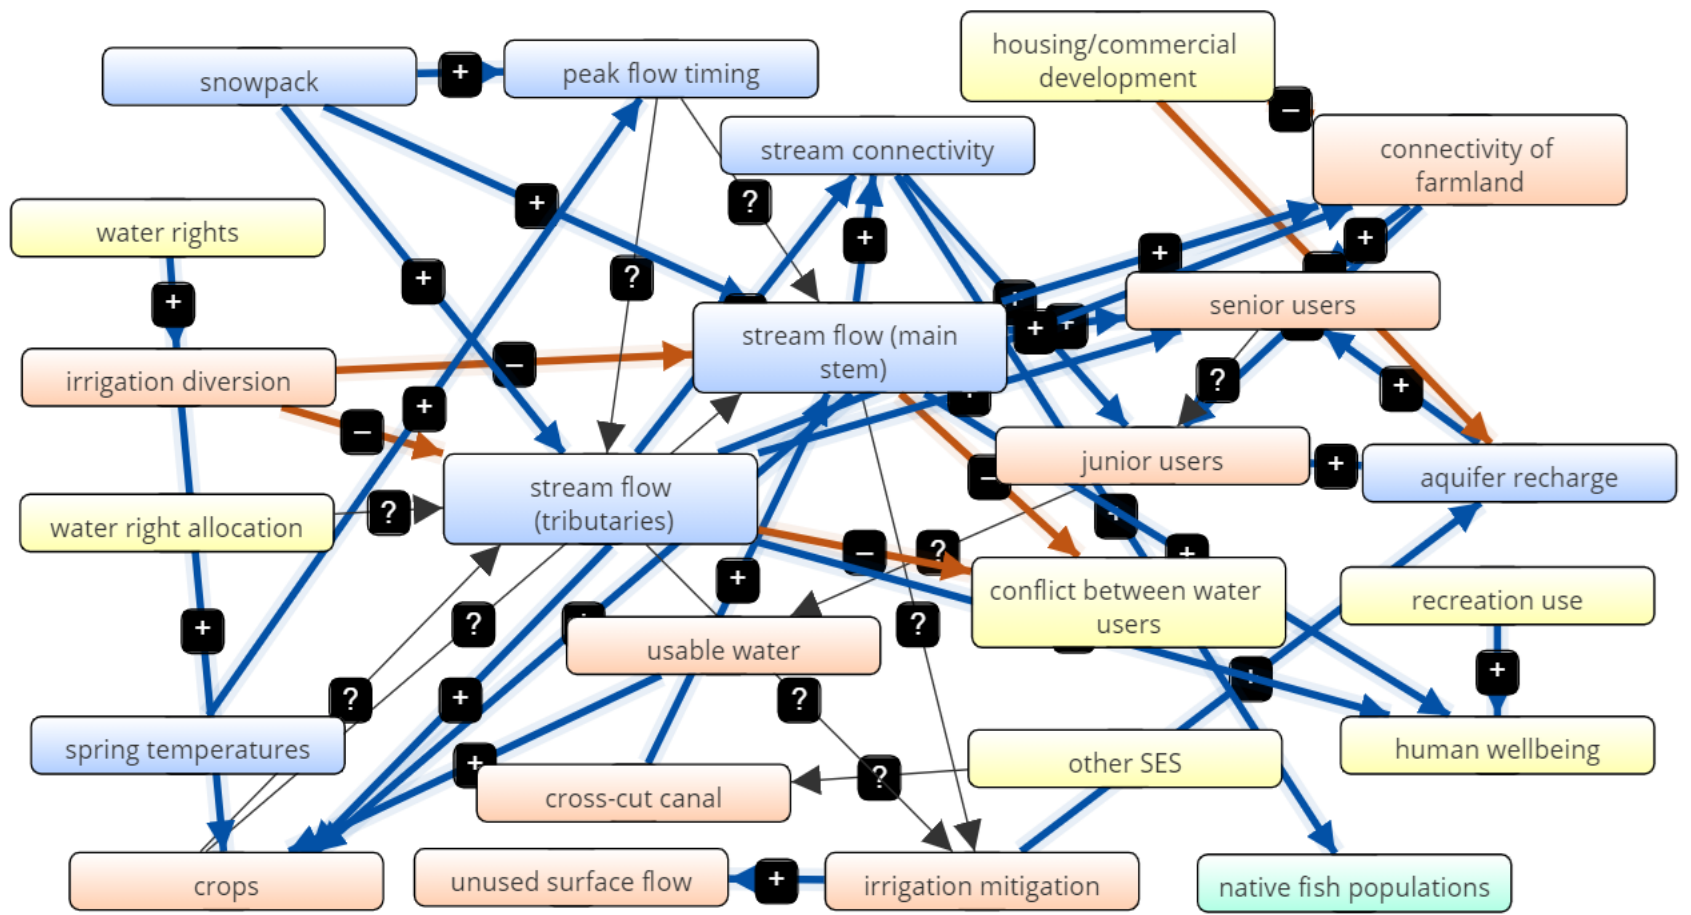 housing/commercial
development
snowpack
+
peak flow timing
−
stream connectivity
connectivity of
farmland
water rights
+
?
+
+
+
+
?
+
senior users
+
+
+
irrigation diversion
stream flow (main
stem)
−
?
+
+
−
junior users
+
aquifer recharge
−
stream flow
(tributaries)
water right allocation
?
+
+
−
?
+
conflict between water
users
recreation use
+
?
+
?
usable water
+
?
+
?
+
spring temperatures
human wellbeing
+
other SES
?
cross-cut canal
crops
unused surface flow
+
irrigation mitigation
native fish populations